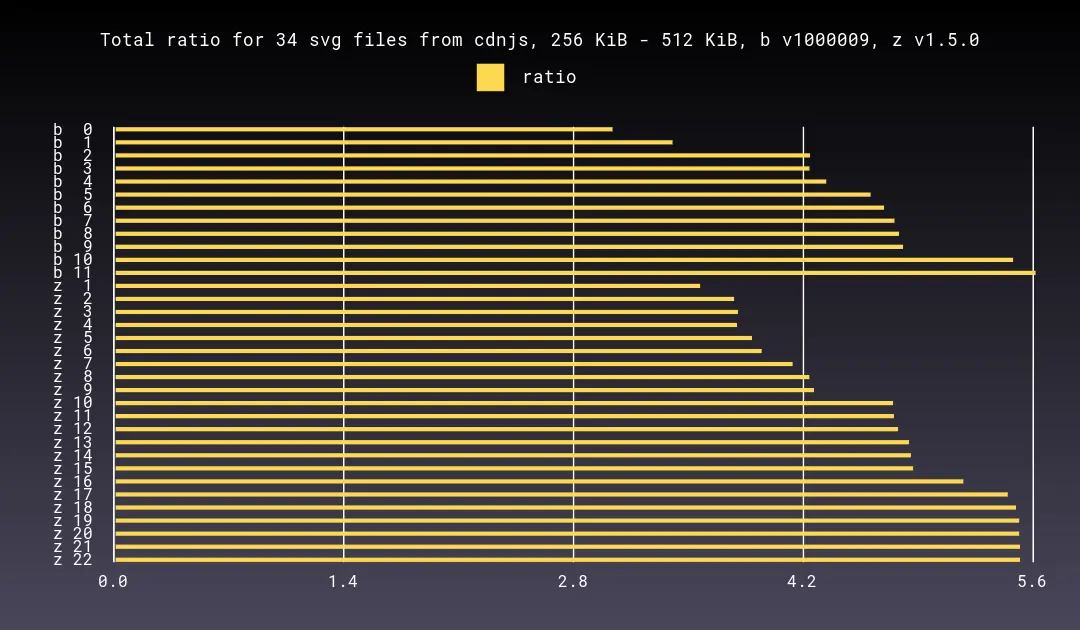 Total ratio for 34 svg files from cdnjs, 256 KiB - 512 KiB, b v1000009, z v1.5.0
ratio
b  0
b  1
b  2
b  3
b  4
b  5
b  6
b  7
b  8
b  9
b 10
b 11
z  1
z  2
z  3
z  4
z  5
z  6
z  7
z  8
z  9
z 10
z 11
z 12
z 13
z 14
z 15
z 16
z 17
z 18
z 19
z 20
z 21
z 22
0.0 1.4 2.8 4.2 5.6